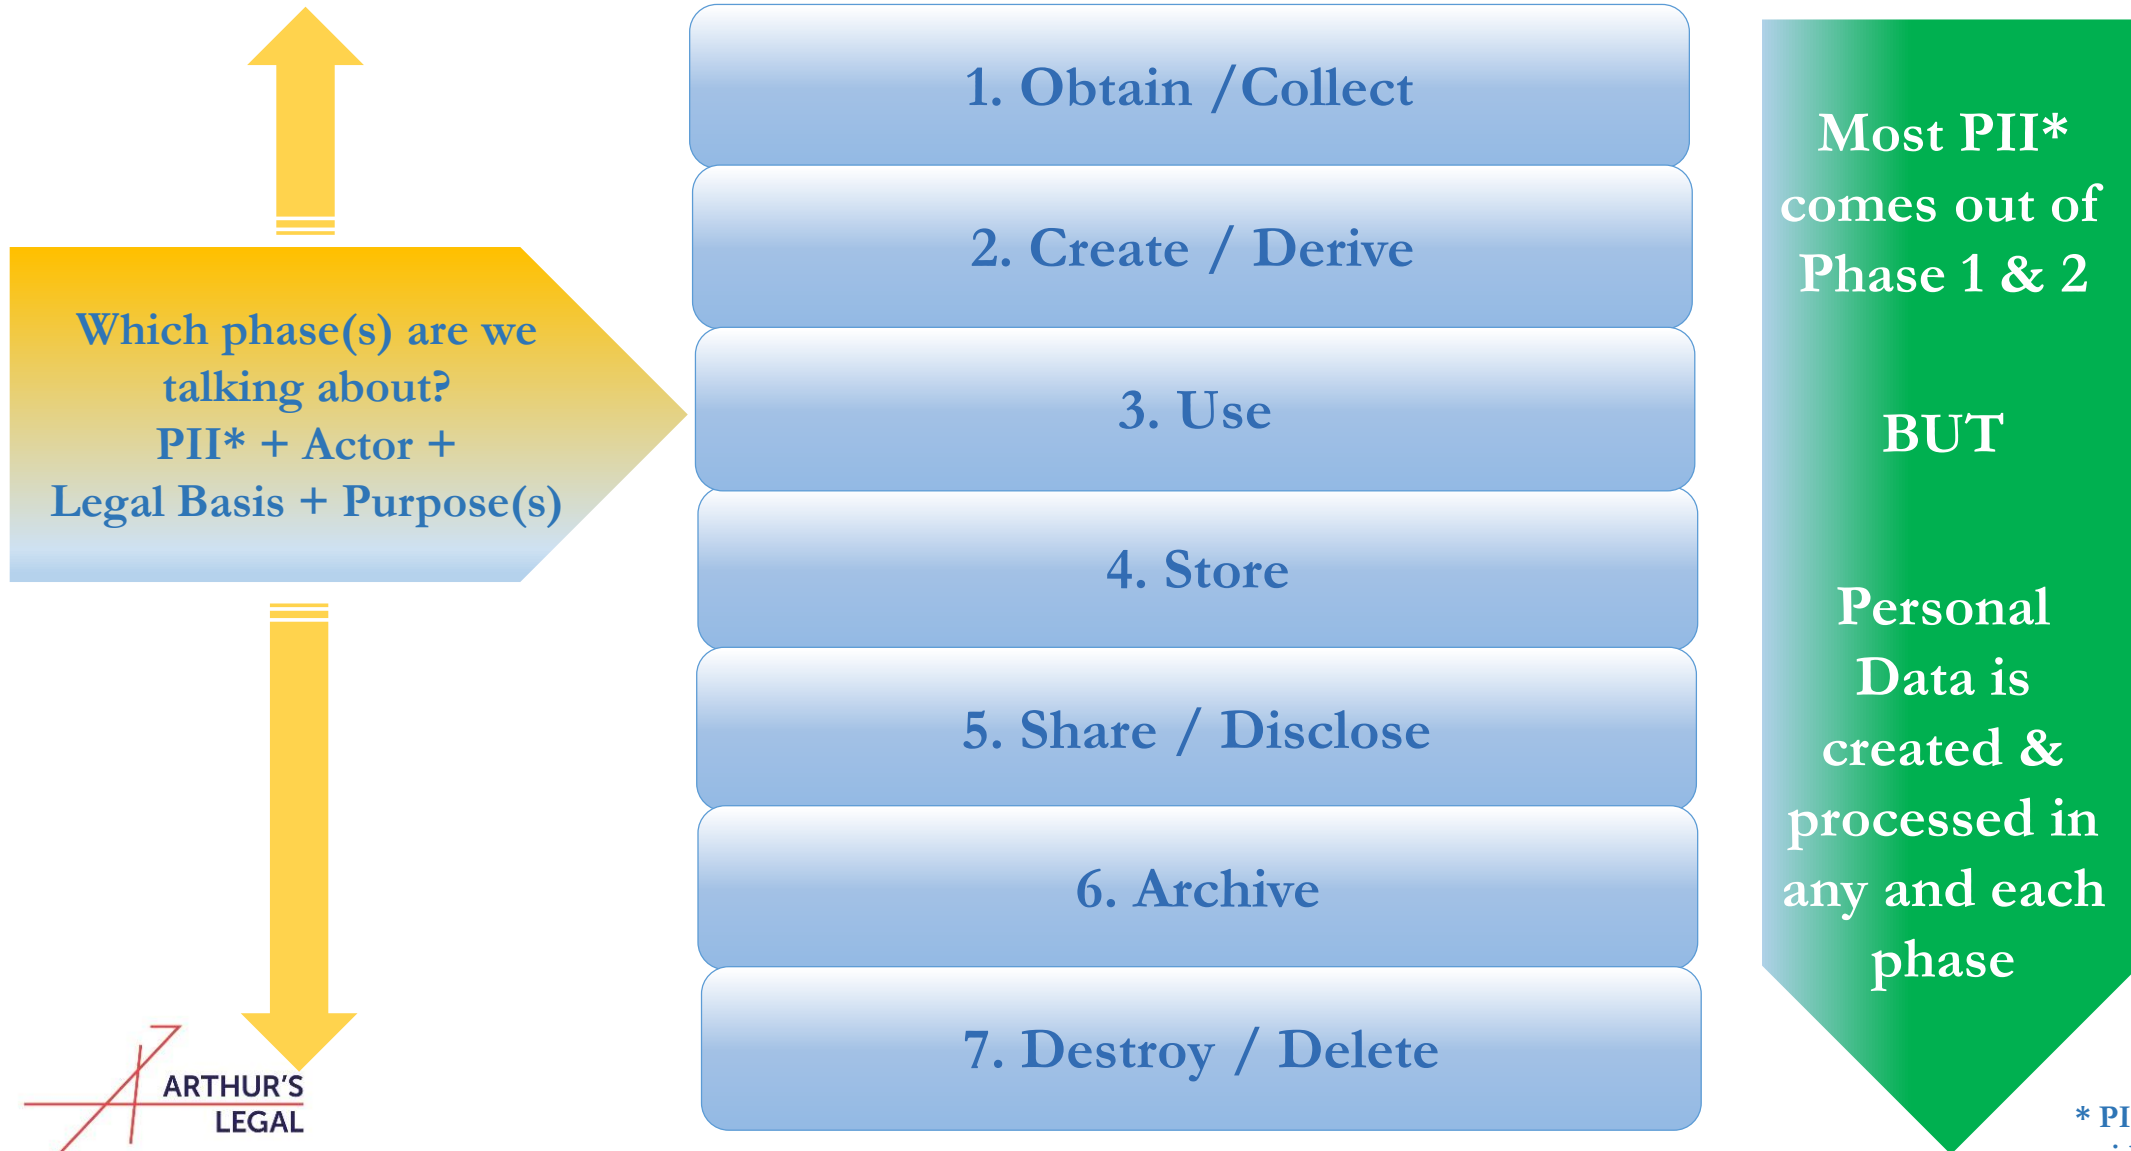 Which phase(s) are we
talking about?
PII* + Actor +
Legal Basis + Purpose(s)
1. Obtain /Collect
2. Create / Derive
3. Use
4. Store
5. Share / Disclose
6. Archive
7. Destroy / Delete
Most PII*
comes out of
Phase 1 & 2
BUT
Personal
Data is
created &
processed in
any and each
phase
ARTHUR'S
LEGAL